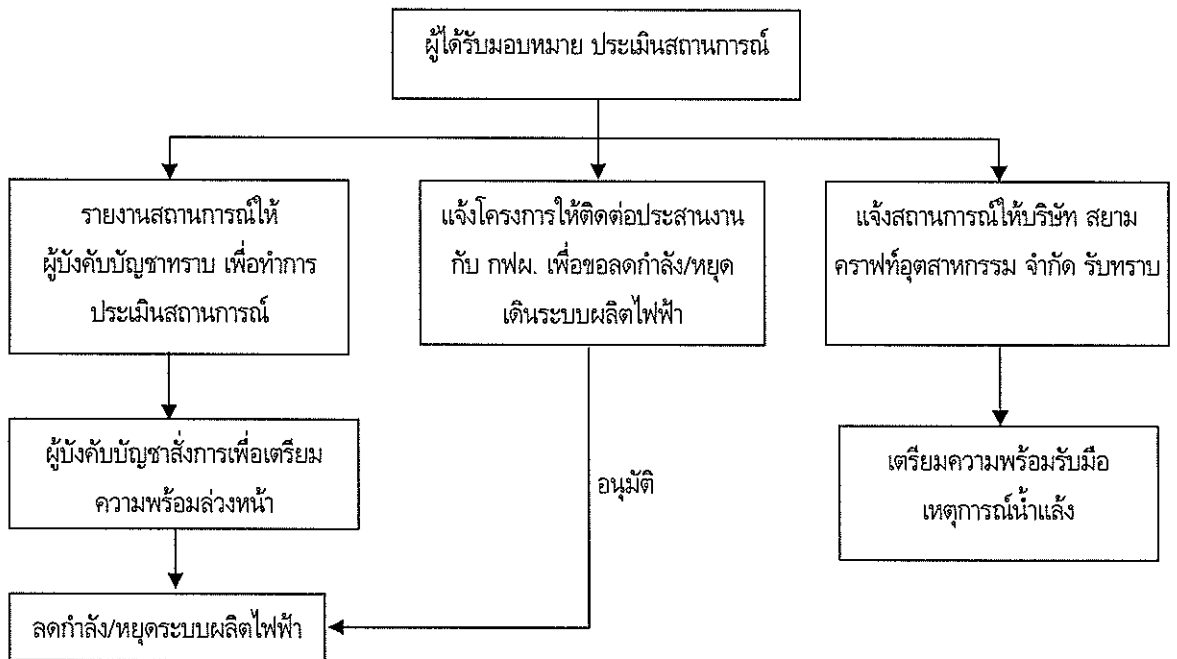 ผู้ได้รับมอบหมาย ประเมินสถานการณ์
รายงานสถานการณ์ให้
ผู้บังคับบัญชาทราบ เพื่อทำการ
ประเมินสถานการณ์
แจ้งโครงการให้ติดต่อประสานงาน
กับ กฟผ. เพื่อขอลดกำลัง/หยุด
เดินระบบผลิตไฟฟ้า
แจ้งสถานการณ์ให้บริษัท สยาม
คราฟท์อุตสาหกรรม จำกัด รับทราบ
ผู้บังคับบัญชาสั่งการเพื่อเตรียม
ความพร้อมล่วงหน้า
อนุมัติ
เตรียมความพร้อมรับมือ
เหตุการณ์น้ำแล้ง
ลดกำลัง/หยุดระบบผลิตไฟฟ้า